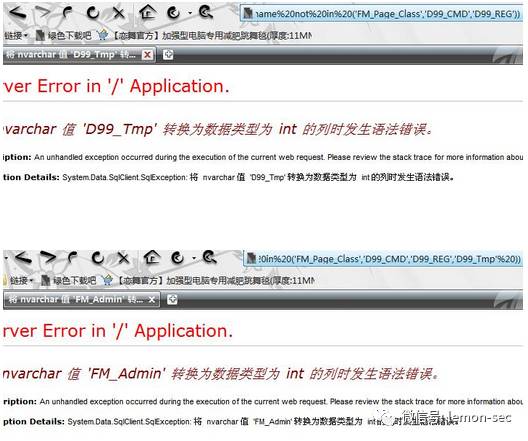 name%20not%20in%20('FM_Page_Class','D99_CMD','D99_REG'))
链接 绿色下载吧 【恋舞官方】加强型电脑专用减肥跳舞毯(厚度:11MM
将 nvarchar 值 'D99_Tmp' 转...
rver Error in '/' Application.
nvarchar 值 'D99_Tmp' 转换为数据类型为 int 的列时发生语法错误。
iption: An unhandled exception occurred during the execution of the current web request. Please review the stack trace for more information abou
tion Details: System.Data.SqlClient.SqlException: 将 nvarchar 值 'D99_Tmp' 转换为数据类型为 int 的列时发生语法错误。
20in%20('FM_Page_Class','D99_CMD','D99_REG','D99_Tmp'%20))
链接 绿色下载吧 【恋舞官方】加强型电脑专用减肥跳舞毯(厚度:11MM
将 nvarchar 值 'FM_Admin' 转...
rver Error in '/' Application.
nvarchar 值 'FM_Admin' 转换为数据类型为 int 的列时发生语法错误。
ription: An unhandled exception occurred during the execution of the current web request. Please review the stack trace for more information abou
ption Details: System.Data.SqlClient.SqlException: 将 nvarchar 值 'FM_Admin' 转换为数据类型为 int 的列时发生语法错误。
微信号: lemon-sec